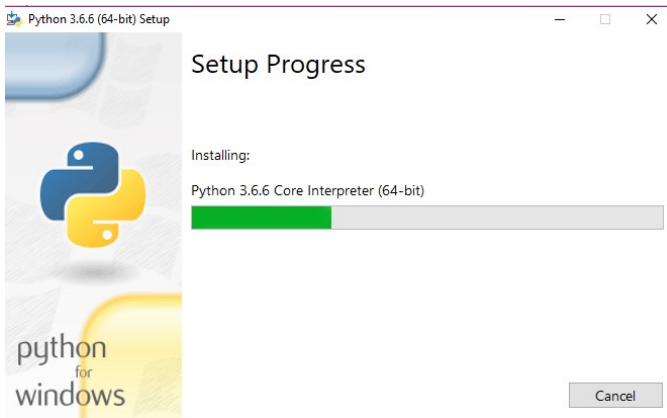 Python 3.6.6 (64-bit) Setup
Setup Progress
Installing:
Python 3.6.6 Core Interpreter (64-bit)
python
for
windows
Cancel